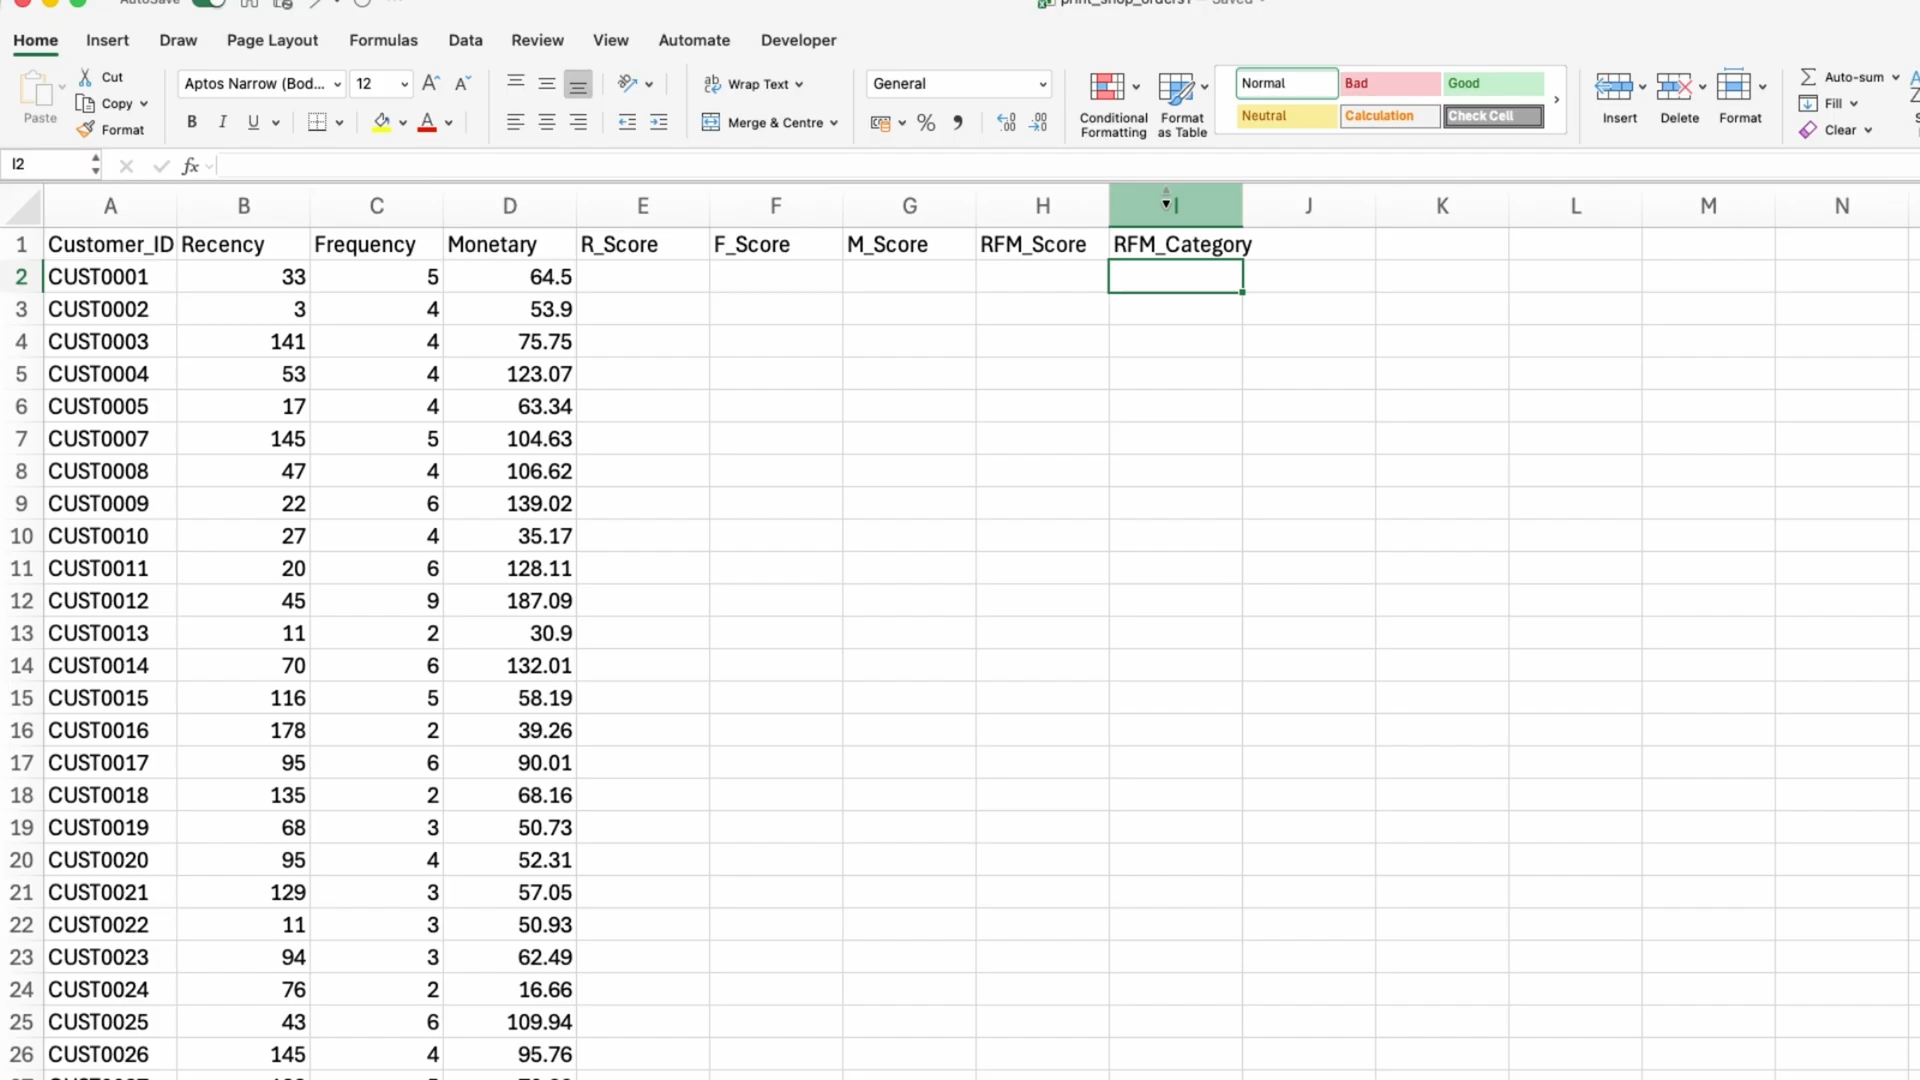 AutoSave print_shop_orders1 — Saved
Home Insert Draw Page Layout Formulas Data Review View Automate Developer
Paste Cut Copy Format
Aptos Narrow (Bod... 12
B I U A
Wrap Text
Merge & Centre
General
%
Conditional Formatting
Format as Table
Normal Bad Good
Neutral Calculation Check Cell
Insert Delete Format
Auto-sum
Fill
Clear
I2 fx
A B C D E F G H I J K L M N
1 Customer_ID Recency Frequency Monetary R_Score F_Score M_Score RFM_Score RFM_Category
2 CUST0001 33 5 64.5
3 CUST0002 3 4 53.9
4 CUST0003 141 4 75.75
5 CUST0004 53 4 123.07
6 CUST0005 17 4 63.34
7 CUST0007 145 5 104.63
8 CUST0008 47 4 106.62
9 CUST0009 22 6 139.02
10 CUST0010 27 4 35.17
11 CUST0011 20 6 128.11
12 CUST0012 45 9 187.09
13 CUST0013 11 2 30.9
14 CUST0014 70 6 132.01
15 CUST0015 116 5 58.19
16 CUST0016 178 2 39.26
17 CUST0017 95 6 90.01
18 CUST0018 135 2 68.16
19 CUST0019 68 3 50.73
20 CUST0020 95 4 52.31
21 CUST0021 129 3 57.05
22 CUST0022 11 3 50.93
23 CUST0023 94 3 62.49
24 CUST0024 76 2 16.66
25 CUST0025 43 6 109.94
26 CUST0026 145 4 95.76